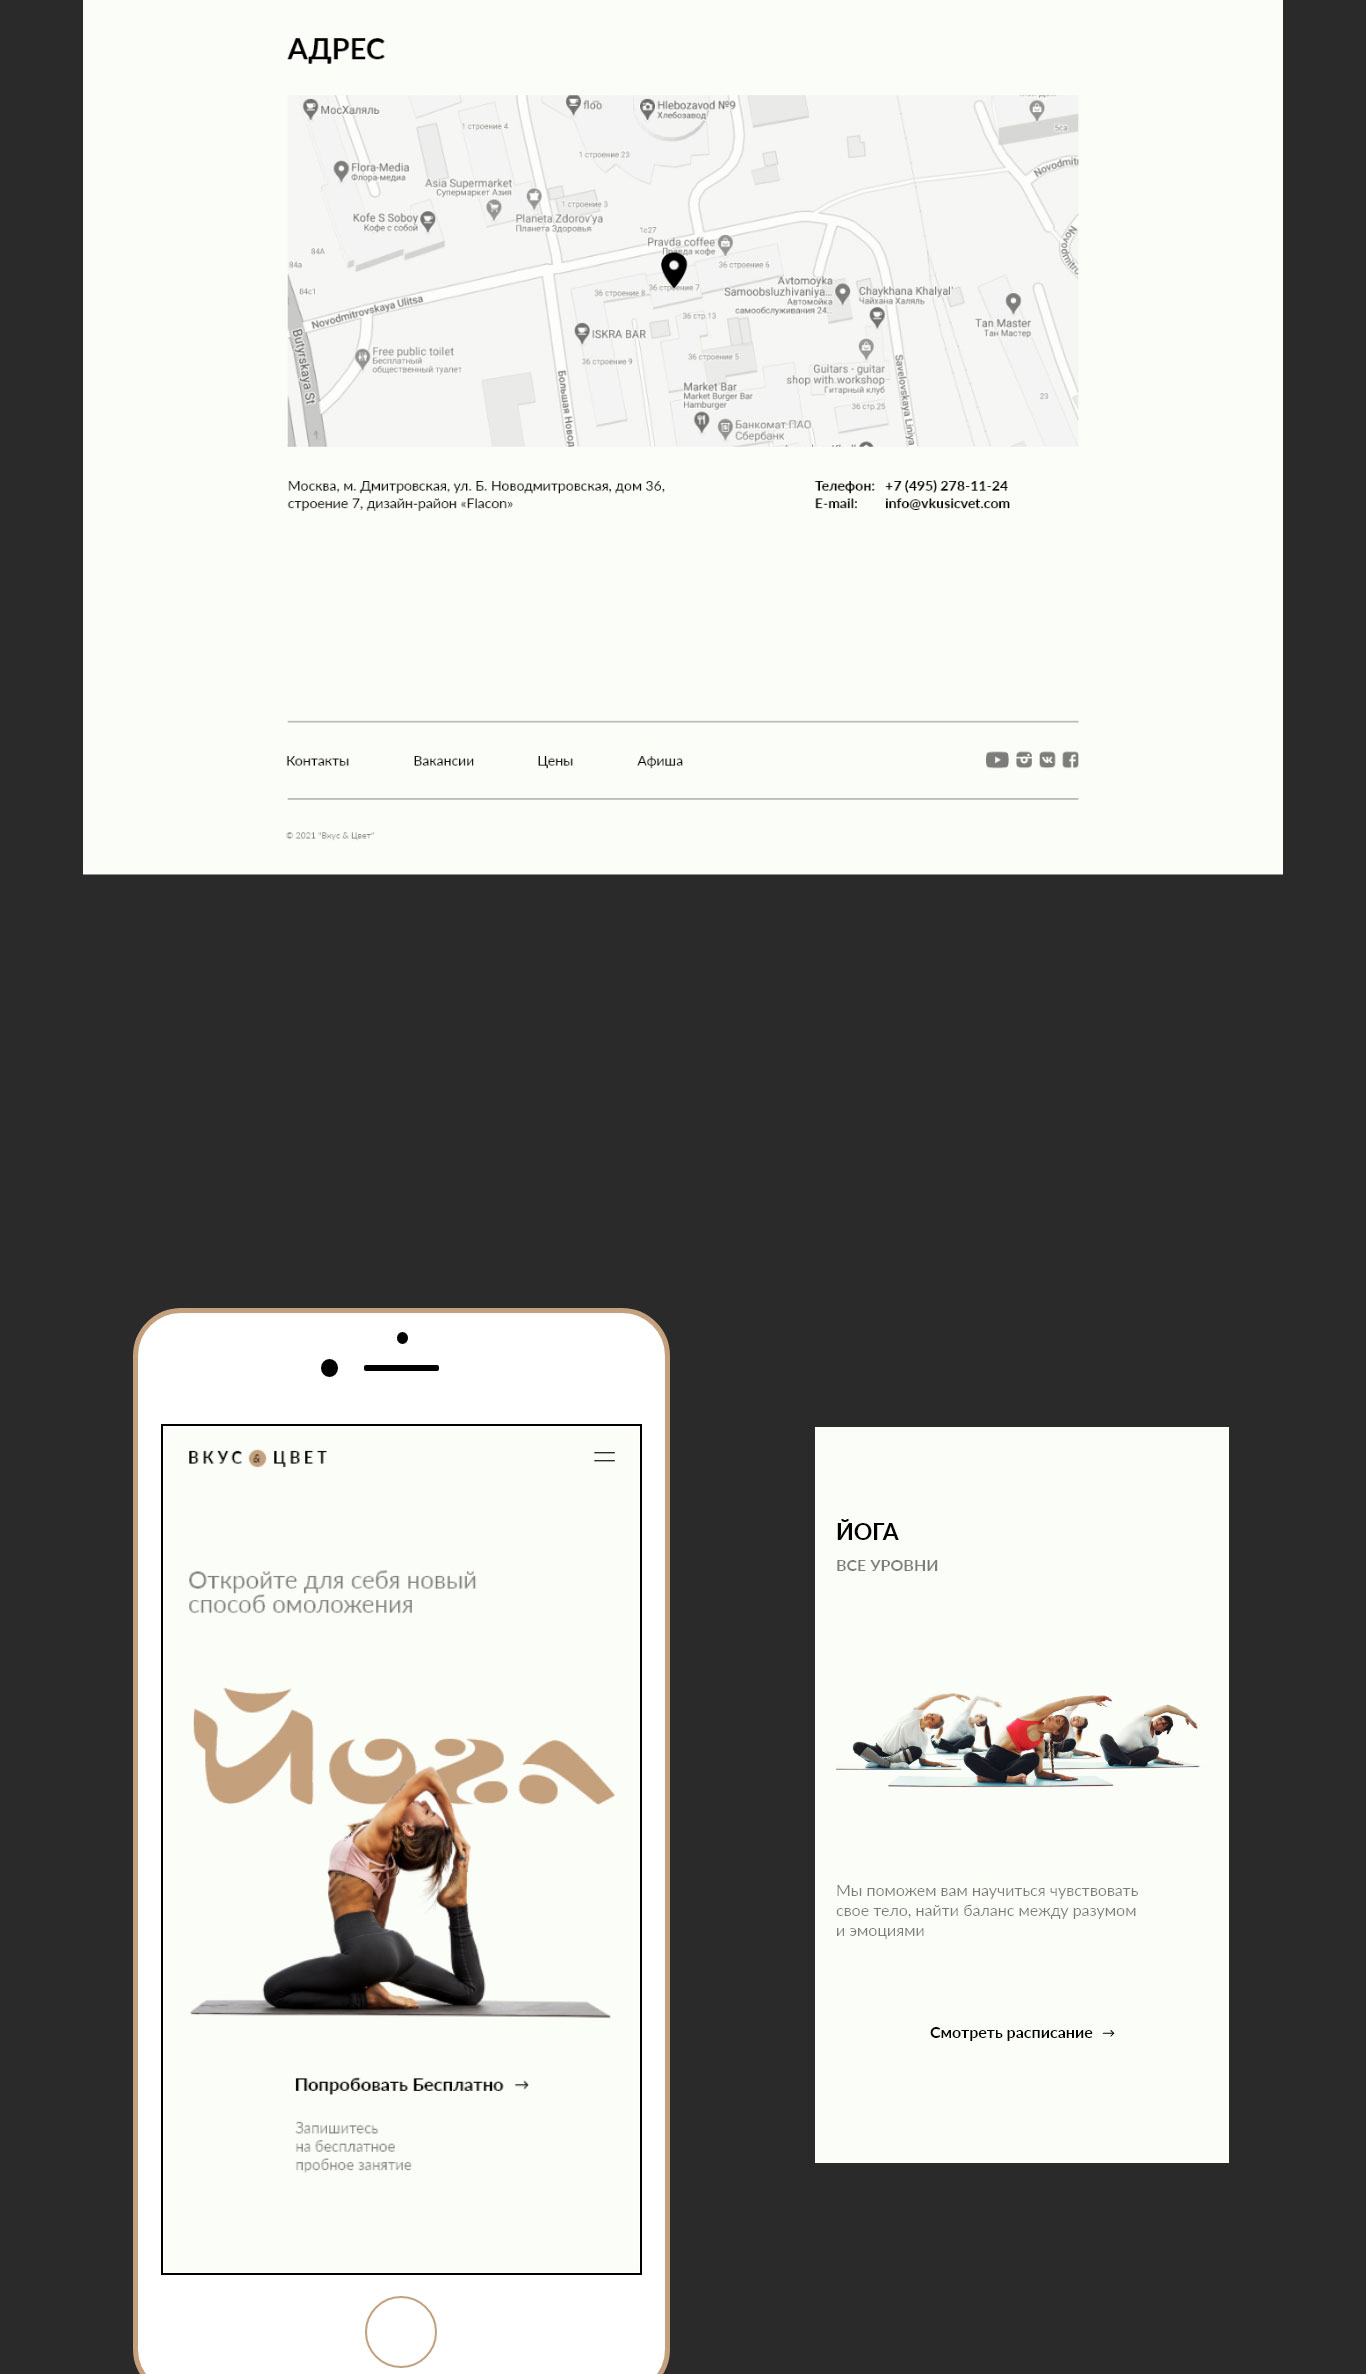 АДРЕС
МосХаляль
floo
Hlebozavod №9
Хлебозавод
1 строение 4
1 строение 23
5са
Flora-Media
Флора-медиа
Asia Supermarket
Супермаркет Азия
Novodmit
Kofe S Soboy
Кофе с собой
1 строение 3
Planeta Zdorov'ya
Планета Здоровья
1с27
Pravda coffee
Правда кофе
84А
84а
84с1
36 строение 6
36 строение 8
36 строение 7
Avtomoyka
Samoobsluzhivaniya...
Автомойка
самообслуживания 24...
Chaykhana Khalyal'
Чайхана Халяль
Novodmitro
Novodmitrovskaya Ulitsa
36 стр.13
Tan Master
Тан Мастер
ISKRA BAR
Butyrskaya St
Free public toilet
Бесплатный
общественный туалет
36 строение 9
36 строение 5
Guitars - guitar
shop with workshop
Гитарный клуб
Savelovskaya Liniya
Большая Новод
Market Bar
Market Burger Bar
Hamburger
36 стр.25
23
Банкомат ПАО
Сбербанк
Москва, м. Дмитровская, ул. Б. Новодмитровская, дом 36,
строение 7, дизайн-район «Flacon»
Телефон: +7 (495) 278-11-24
E-mail: info@vkusicvet.com
Контакты Вакансии Цены Афиша
© 2021 "Вкус & Цвет"
ВКУС & ЦВЕТ
Откройте для себя новый
способ омоложения
Йога
Попробовать Бесплатно →
Запишитесь
на бесплатное
пробное занятие
ЙОГА
ВСЕ УРОВНИ
Мы поможем вам научиться чувствовать
свое тело, найти баланс между разумом
и эмоциями
Смотреть расписание →